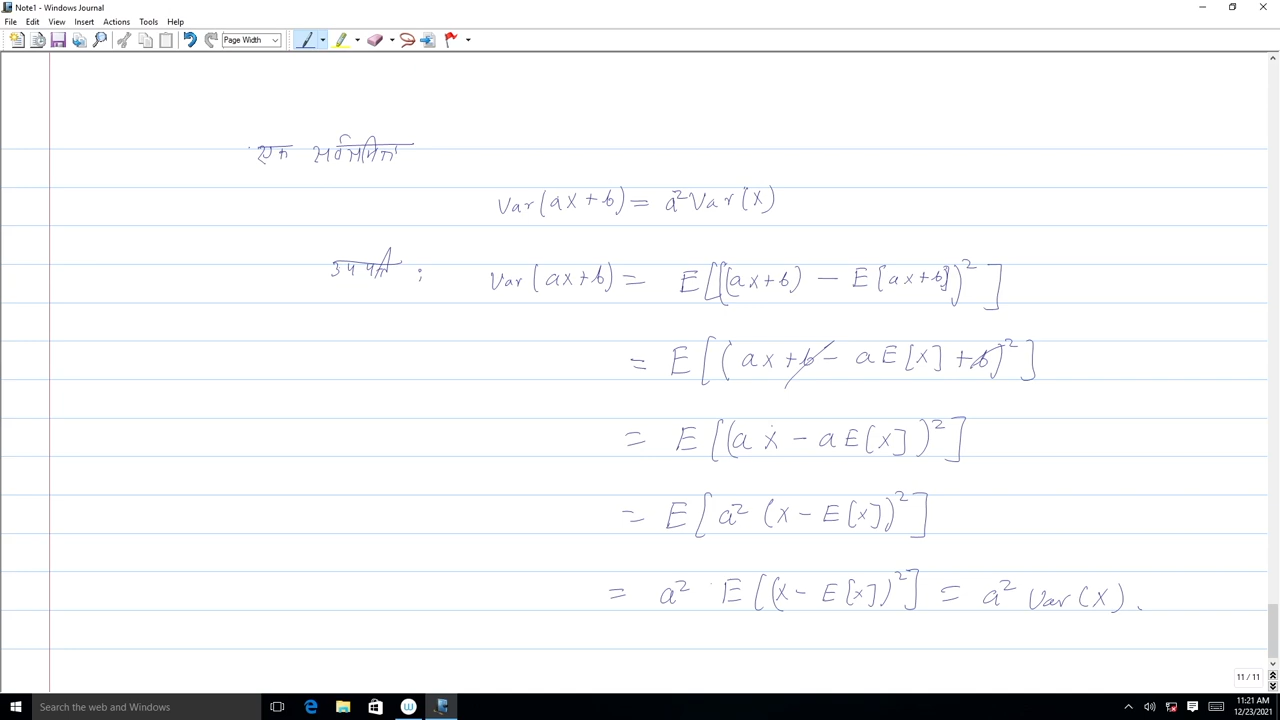 Note1 - Windows Journal
File Edit View Insert Actions Tools Help
Page Width
एक
Var(ax+b) = a²Var(X)
उपपत्ति : Var(ax+b) = E[((ax+b) - E[ax+b])²]
= E[(ax+b - aE[X] + b)²]
= E[(aX - aE[X])²]
= E[a² (X - E[X])²]
= a² E[(X - E[X])²] = a² Var(X).
11 / 11
Search the web and Windows
11:21 AM
12/23/2021